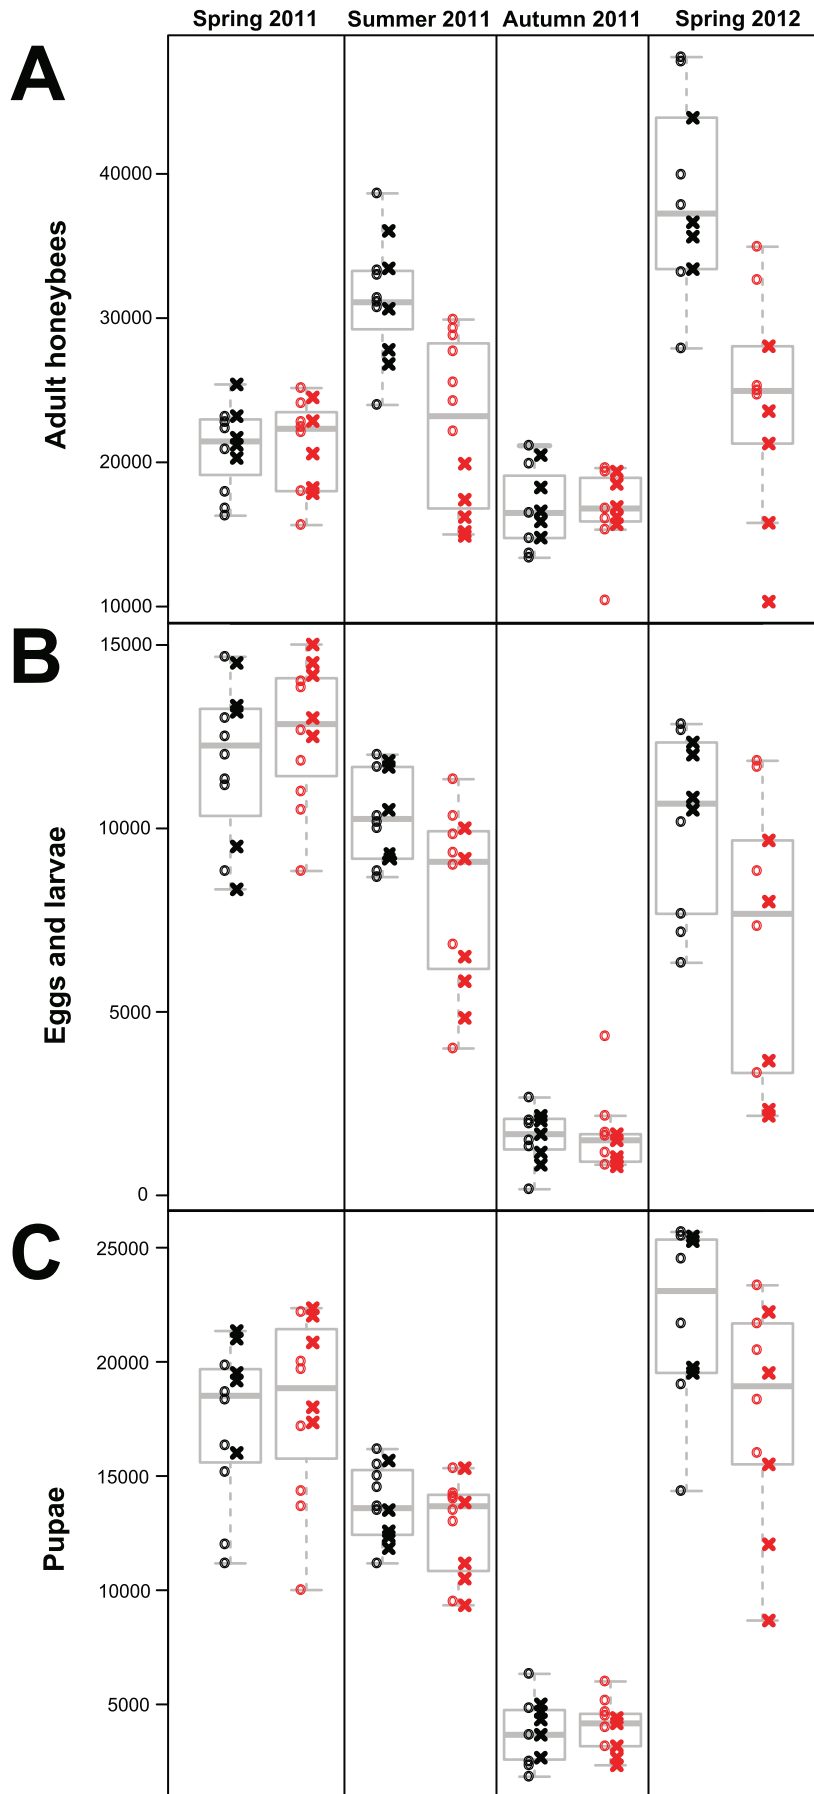 Spring 2011 Summer 2011 Autumn 2011 Spring 2012
A
Adult honeybees
40000
30000
20000
10000
B
Eggs and larvae
15000
10000
5000
0
C
Pupae
25000
20000
15000
10000
5000